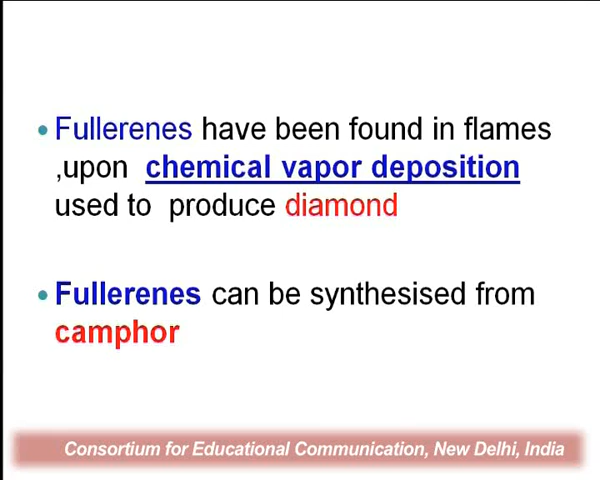 • Fullerenes have been found in flames
,upon chemical vapor deposition
used to produce diamond
• Fullerenes can be synthesised from
camphor
Consortium for Educational Communication, New Delhi, India